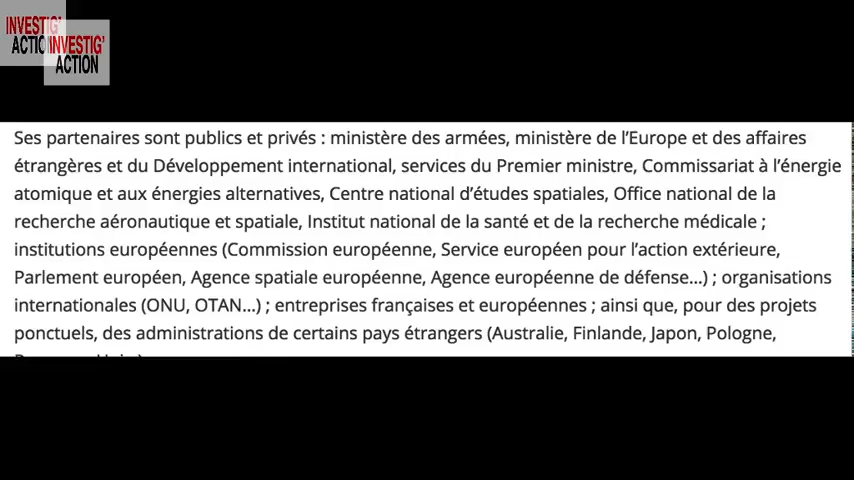 INVESTIG'
ACTION
INVESTIG'
ACTION
Ses partenaires sont publics et privés : ministère des armées, ministère de l'Europe et des affaires
étrangères et du Développement international, services du Premier ministre, Commissariat à l'énergie
atomique et aux énergies alternatives, Centre national d'études spatiales, Office national de la
recherche aéronautique et spatiale, Institut national de la santé et de la recherche médicale ;
institutions européennes (Commission européenne, Service européen pour l'action extérieure,
Parlement européen, Agence spatiale européenne, Agence européenne de défense...) ; organisations
internationales (ONU, OTAN...) ; entreprises françaises et européennes ; ainsi que, pour des projets
ponctuels, des administrations de certains pays étrangers (Australie, Finlande, Japon, Pologne,